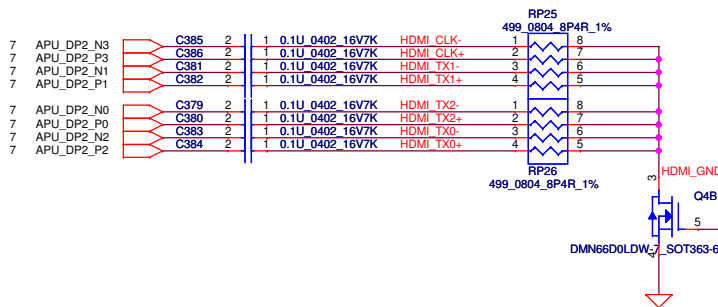 RP25
499_0804_8P4R_1%
7 APU_DP2_N3 C385 2 1 0.1U_0402_16V7K HDMI_CLK- 1 8
7 APU_DP2_P3 C386 2 1 0.1U_0402_16V7K HDMI_CLK+ 2 7
7 APU_DP2_N1 C381 2 1 0.1U_0402_16V7K HDMI_TX1- 3 6
7 APU_DP2_P1 C382 2 1 0.1U_0402_16V7K HDMI_TX1+ 4 5
7 APU_DP2_N0 C379 2 1 0.1U_0402_16V7K HDMI_TX2- 1 8
7 APU_DP2_P0 C380 2 1 0.1U_0402_16V7K HDMI_TX2+ 2 7
7 APU_DP2_N2 C383 2 1 0.1U_0402_16V7K HDMI_TX0- 3 6
7 APU_DP2_P2 C384 2 1 0.1U_0402_16V7K HDMI_TX0+ 4 5
RP26
499_0804_8P4R_1%
3 HDMI_GND
Q4B
5
DMN66D0LDW-7_SOT363-6
4